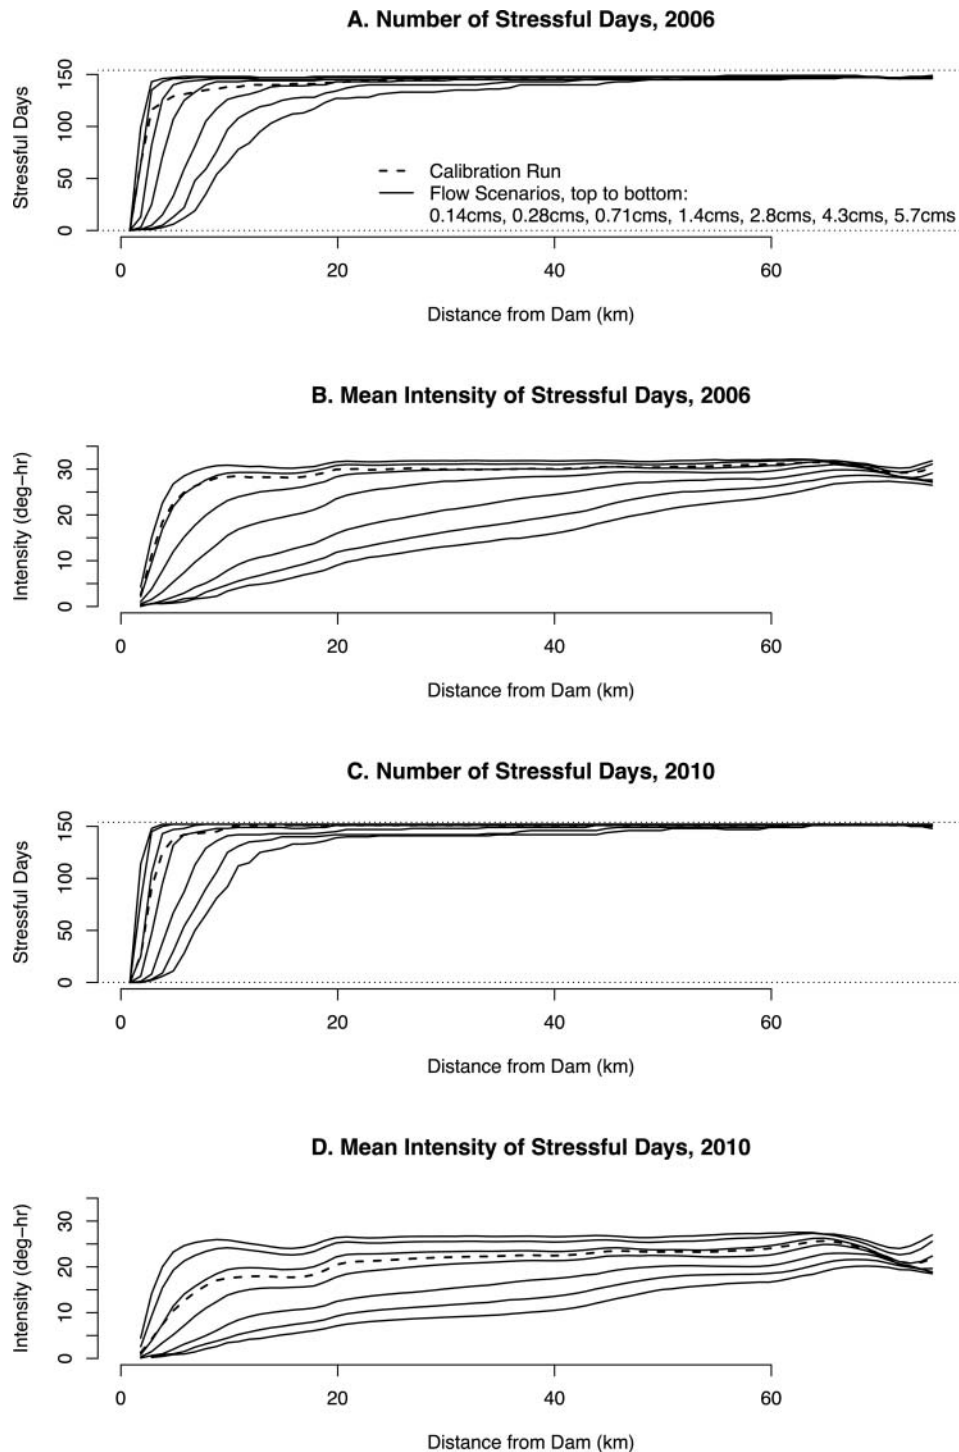 A. Number of Stressful Days, 2006
Stressful Days
150
100
50
0
Calibration Run
Flow Scenarios, top to bottom:
0.14cms, 0.28cms, 0.71cms, 1.4cms, 2.8cms, 4.3cms, 5.7cms
0 20 40 60
Distance from Dam (km)
B. Mean Intensity of Stressful Days, 2006
Intensity (deg-hr)
30
20
10
0
0 20 40 60
Distance from Dam (km)
C. Number of Stressful Days, 2010
Stressful Days
150
100
50
0
0 20 40 60
Distance from Dam (km)
D. Mean Intensity of Stressful Days, 2010
Intensity (deg-hr)
30
20
10
0
0 20 40 60
Distance from Dam (km)